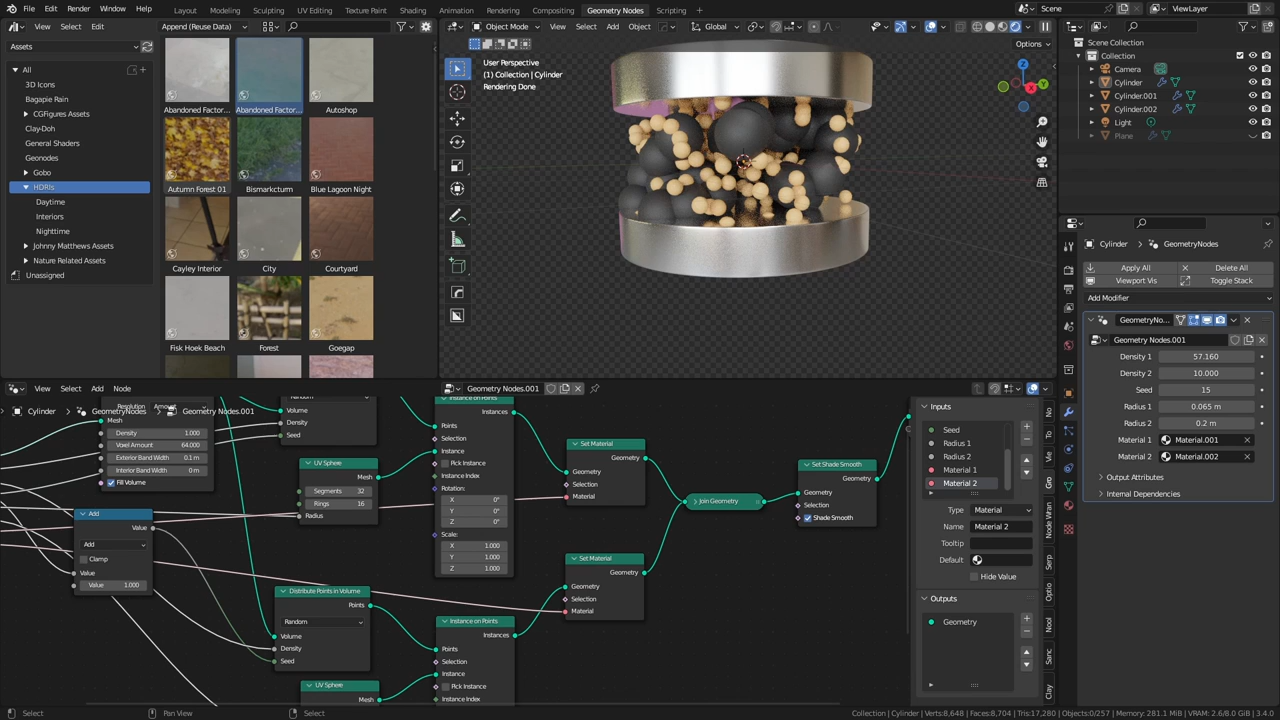 File Edit Render Window Help
Layout Modeling Sculpting UV Editing Texture Paint Shading Animation Rendering Compositing Geometry Nodes Scripting
Scene ViewLayer
View Select Edit Append (Reuse Data)
Assets
All
3D Icons
Bagapie Rain
CGFigures Assets
Clay-Doh
General Shaders
Geonodes
Gobo
HDRIs
Daytime
Interiors
Nighttime
Johnny Matthews Assets
Nature Related Assets
Unassigned
Abandoned Factor... Abandoned Factor... Autoshop
Autumn Forest 01 Bismarckturm Blue Lagoon Night
Cayley Interior City Courtyard
Fisk Hoek Beach Forest Goegap
Object Mode View Select Add Object Global
Options
User Perspective
(1) Collection | Cylinder
Rendering Done
X Y Z
Scene Collection
Collection
Camera
Cylinder
Cylinder.001
Cylinder.002
Light
Plane
Cylinder GeometryNodes
Apply All Delete All
Viewport Vis Toggle Stack
Add Modifier
GeometryNo...
Geometry Nodes.001
Density 1 57.160
Density 2 10.000
Seed 15
Radius 1 0.065 m
Radius 2 0.2 m
Material 1 Material.001
Material 2 Material.002
Output Attributes
Internal Dependencies
View Select Add Node
Geometry Nodes.001
Cylinder GeometryNodes Geometry Nodes.001
Resolution Amount
Mesh
Density 1.000
Voxel Amount 64.000
Exterior Band Width 0.1 m
Interior Band Width 0 m
Fill Volume
Random
Volume
Density
Seed
UV Sphere
Mesh
Segments 32
Rings 16
Radius
Instance on Points
Instances
Points
Selection
Instance
Pick Instance
Instance Index
Rotation:
X 0°
Y 0°
Z 0°
Scale:
X 1.000
Y 1.000
Z 1.000
Set Material
Geometry
Geometry
Selection
Material
Join Geometry
Set Shade Smooth
Geometry
Geometry
Selection
Shade Smooth
Add
Value
Add
Clamp
Value
Value 1.000
Distribute Points in Volume
Points
Random
Volume
Density
Seed
UV Sphere
Mesh
Instance on Points
Instances
Points
Selection
Instance
Pick Instance
Instance Index
Set Material
Geometry
Geometry
Selection
Material
Inputs
Seed
Radius 1
Radius 2
Material 1
Material 2
Type Material
Name Material 2
Tooltip
Default
Hide Value
Outputs
Geometry
No
To
Vie
Gro
Node Wran
Serp
Optio
Nool
Sanc
Clay
Select Pan View Select
Collection | Cylinder | Verts:8,648 | Faces:8,704 | Tris:17,280 | Objects:0/257 | Memory: 281.1 MiB | VRAM: 2.6/8.0 GiB | 3.4.0